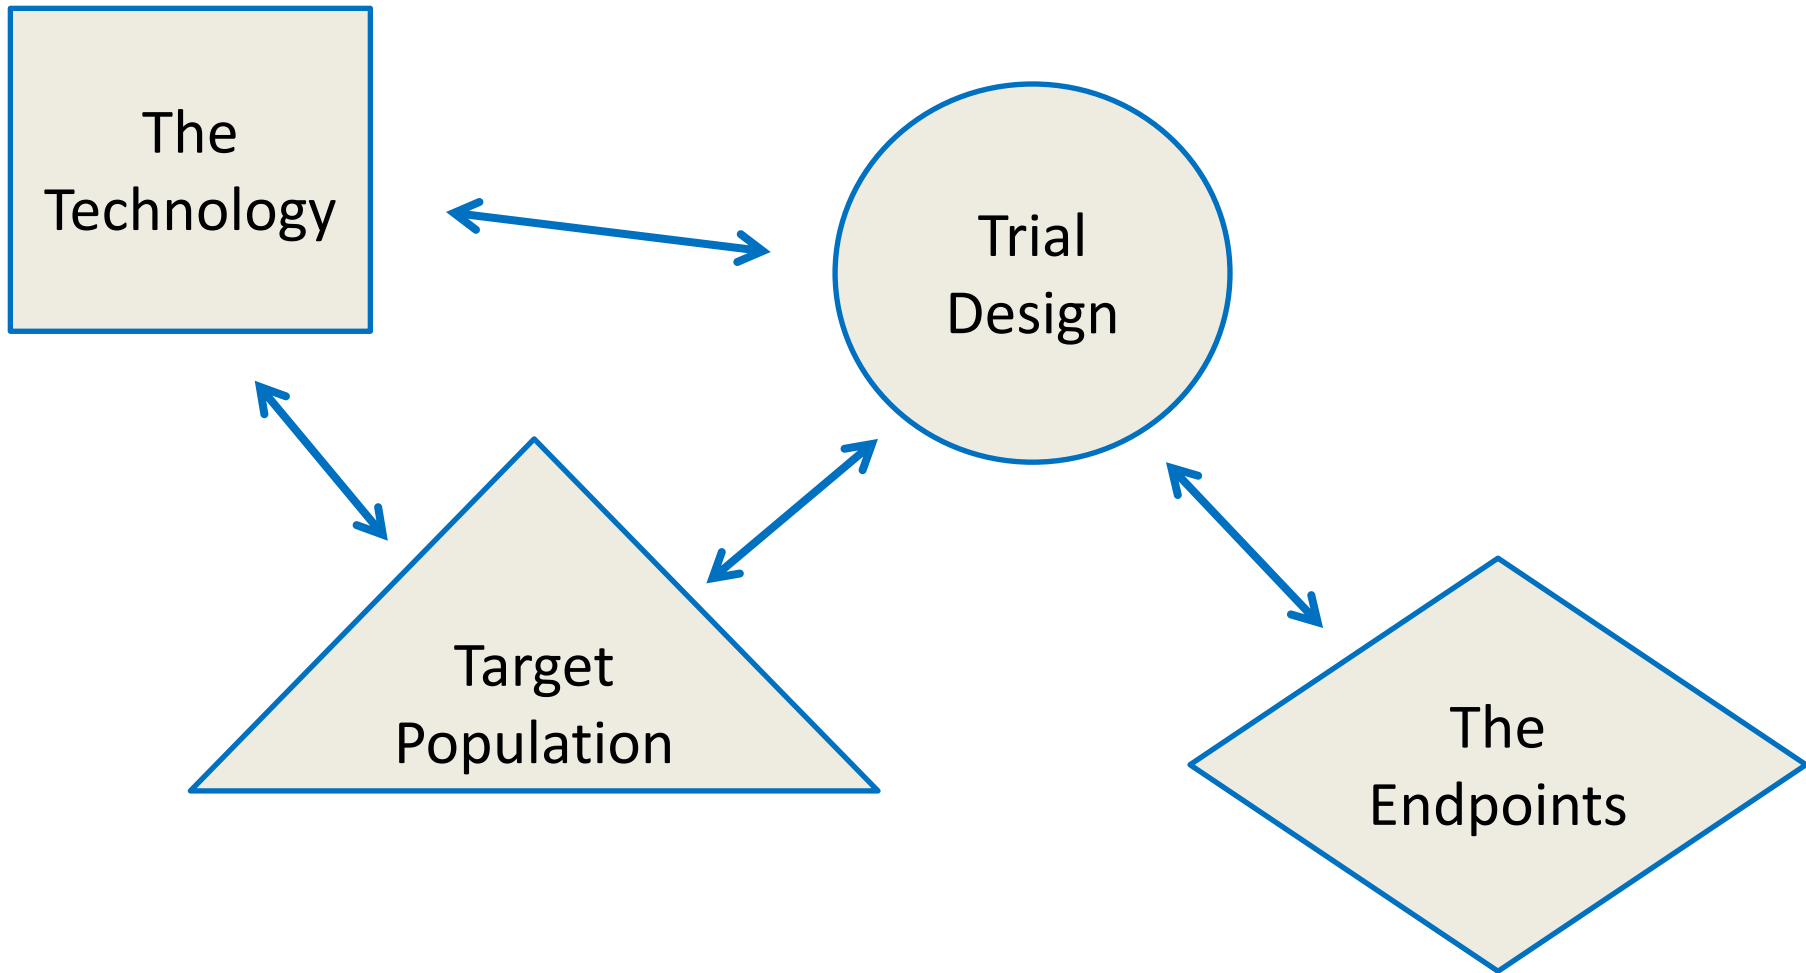 The
Technology
Trial
Design
Target
Population
The
Endpoints